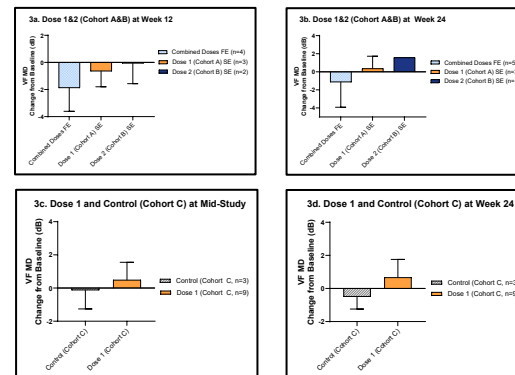 3a. Dose 1&2 (Cohort A&B) at Week 12
VF MD
Change from Baseline (dB)
4
2
0
-2
-4
Combined Doses FE (n=4)
Dose 1 (Cohort A) SE (n=3)
Dose 2 (Cohort B) SE (n=2)
Combined Doses FE
Dose 1 (Cohort A) SE
Dose 2 (Cohort B) SE
3b. Dose 1&2 (Cohort A&B) at Week 24
VF MD
Change from Baseline (dB)
4
2
0
-2
-4
Combined Doses FE (n=5
Dose 1 (Cohort A) SE (n=
Dose 2 (Cohort B) SE (n=
Combined Doses FE
Dose 1 (Cohort A) SE
Dose 2 (Cohort B) SE
3c. Dose 1 and Control (Cohort C) at Mid-Study
VF MD
Change from Baseline (dB)
4
2
0
-2
Control (Cohort C, n=3)
Dose 1 (Cohort C, n=9)
Control (Cohort C)
Dose 1 (Cohort C)
3d. Dose 1 and Control (Cohort C) at Week 24
VF MD
Change from Baseline (dB)
4
2
0
-2
Control (Cohort C, n=3
Dose 1 (Cohort C, n=9
Control (Cohort C)
Dose 1 (Cohort C)